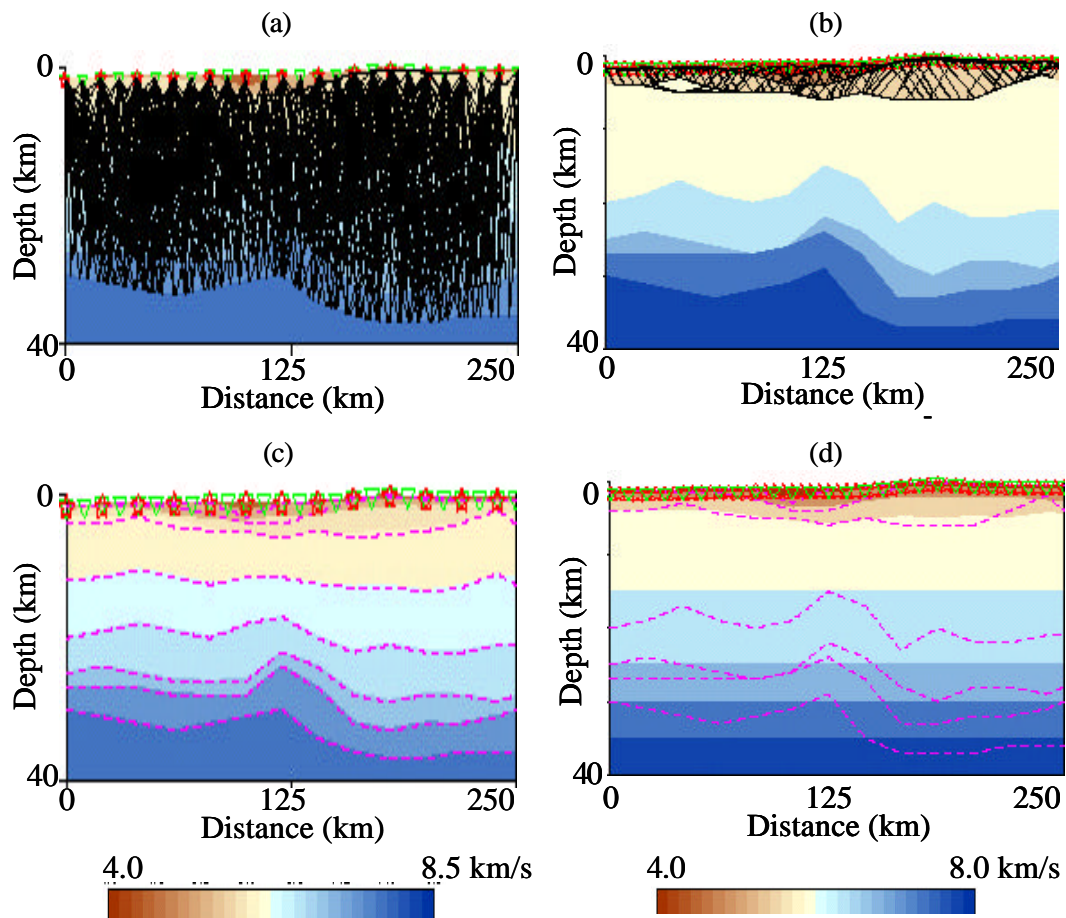 (a)
0
Depth (km)
40
0 125 250
Distance (km)
(b)
0
Depth (km)
40
0 125 250
Distance (km)
(c)
0
Depth (km)
40
0 125 250
Distance (km)
4.0 8.5 km/s
(d)
0
Depth (km)
40
0 125 250
Distance (km)
4.0 8.0 km/s